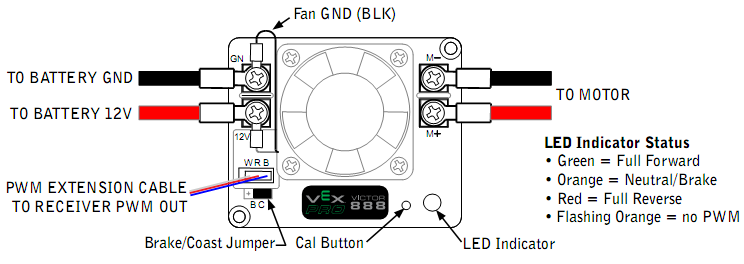 Fan GND (BLK)
GN
M-
TO BATTERY GND
TO MOTOR
TO BATTERY 12V
12V
M+
LED Indicator Status
• Green = Full Forward
• Orange = Neutral/Brake
• Red = Full Reverse
• Flashing Orange = no PWM
W R B
PWM EXTENSION CABLE
TO RECEIVER PWM OUT
+
B C
VEX PRO
VICTOR 888
Brake/Coast Jumper
Cal Button
LED Indicator